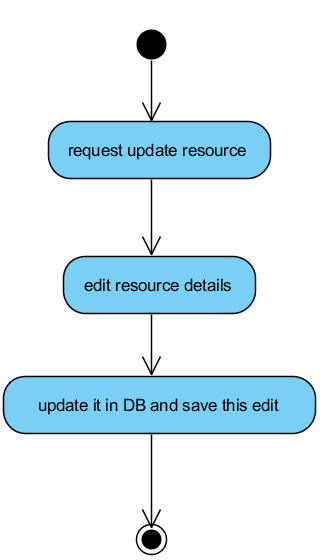 request update resource
edit resource details
update it in DB and save this edit